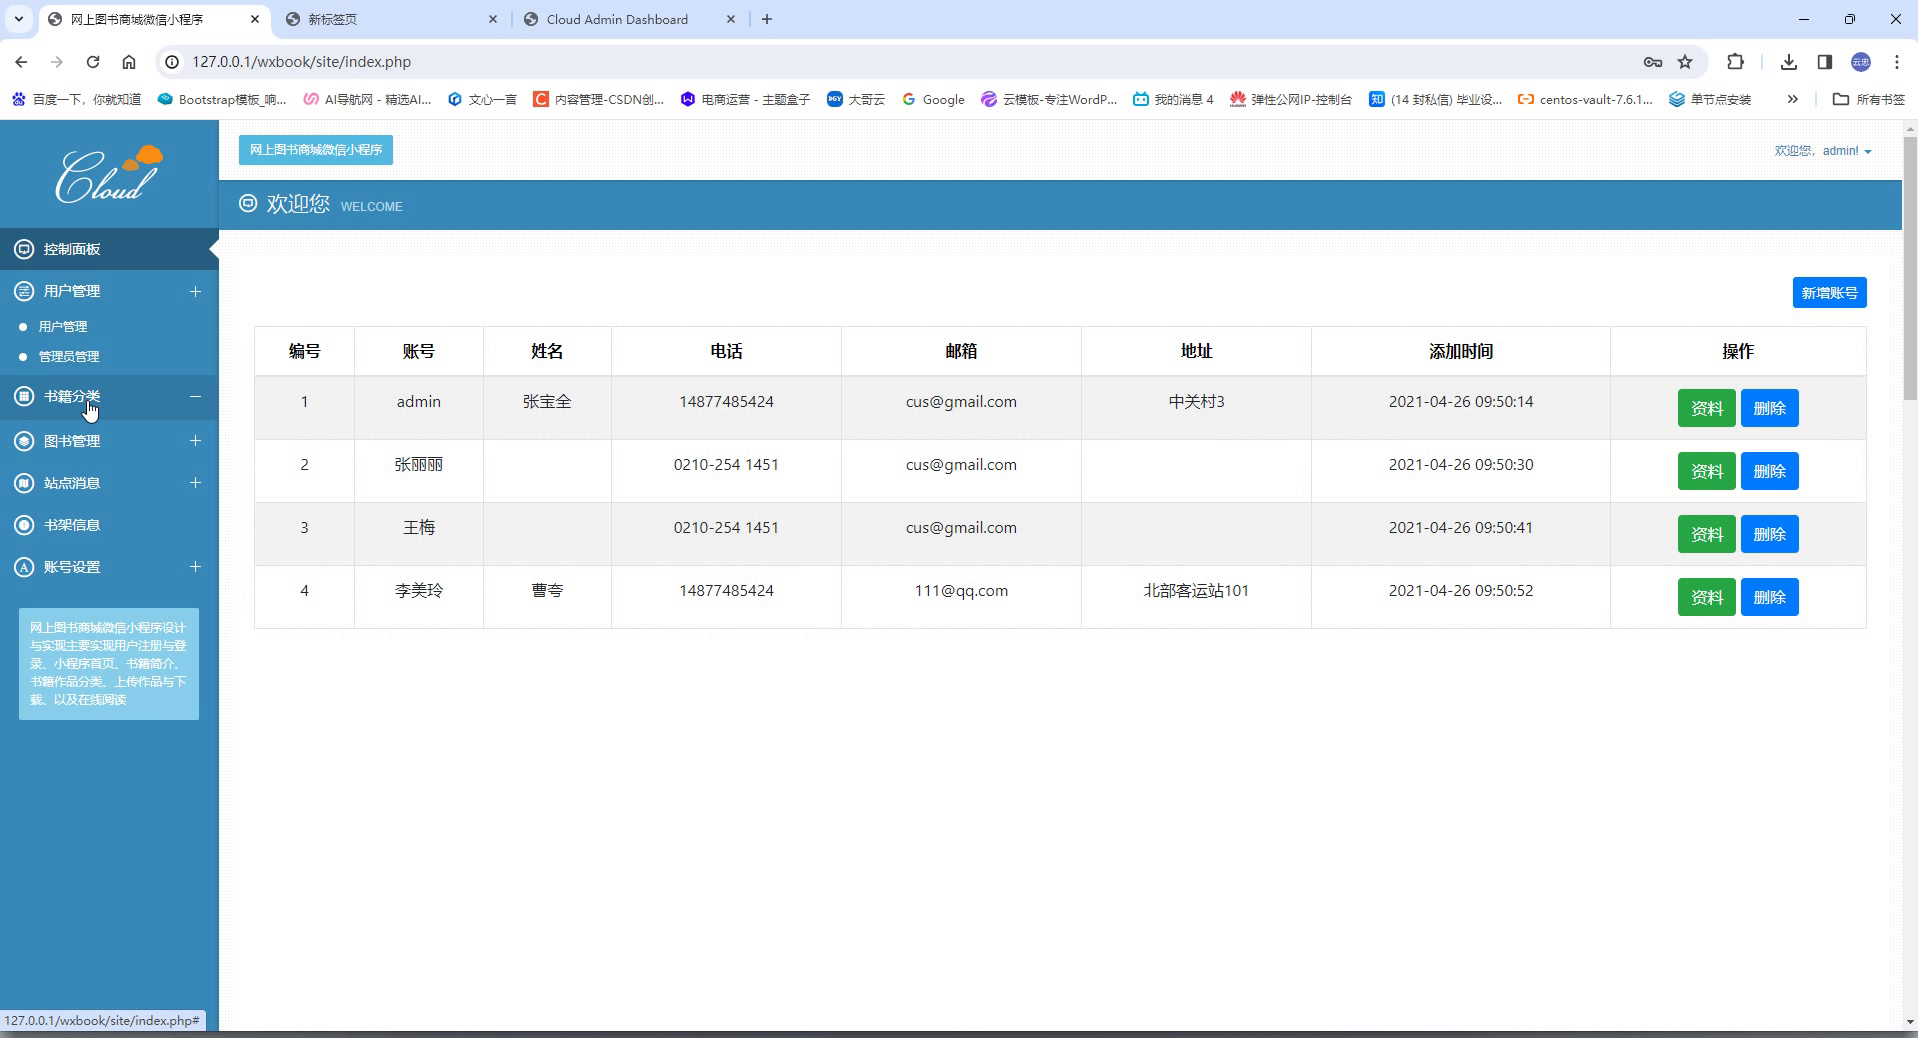 网上图书商城微信小程序
新标签页
Cloud Admin Dashboard
127.0.0.1/wxbook/site/index.php
云忠
百度一下，你就知道
Bootstrap模板_响...
AI导航网 - 精选AI...
文心一言
内容管理-CSDN创...
电商运营 - 主题盒子
大哥云
Google
云模板-专注WordP...
我的消息 4
弹性公网IP-控制台
知 (14 封私信) 毕业设...
centos-vault-7.6.1...
单节点安装
所有书签
Cloud
网上图书商城微信小程序
欢迎您，admin!
欢迎您 WELCOME
控制面板
用户管理
用户管理
管理员管理
书籍分类
图书管理
站点消息
书架信息
账号设置
网上图书商城微信小程序设计
与实现主要实现用户注册与登
录、小程序首页、书籍简介、
书籍作品分类、上传作品与下
载、以及在线阅读
新增账号
编号 账号 姓名 电话 邮箱 地址 添加时间 操作
1 admin 张宝全 14877485424 cus@gmail.com 中关村3 2021-04-26 09:50:14 资料 删除
2 张丽丽 0210-254 1451 cus@gmail.com 2021-04-26 09:50:30 资料 删除
3 王梅 0210-254 1451 cus@gmail.com 2021-04-26 09:50:41 资料 删除
4 李美玲 曹夸 14877485424 111@qq.com 北部客运站101 2021-04-26 09:50:52 资料 删除
127.0.0.1/wxbook/site/index.php#